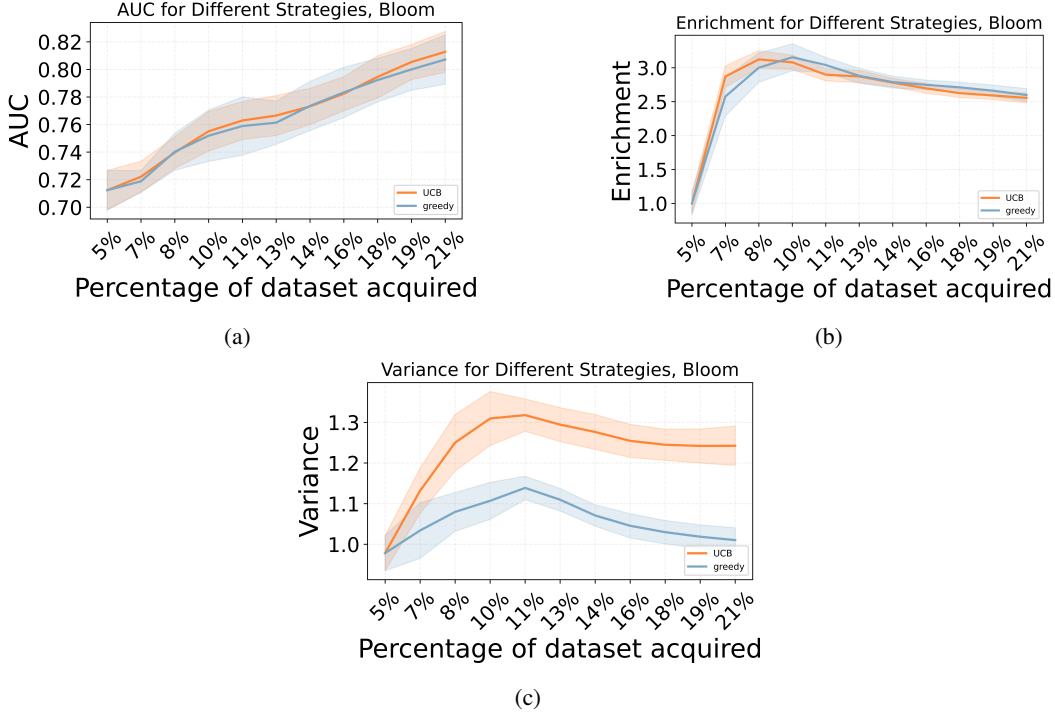 AUC for Different Strategies, Bloom
AUC
0.82
0.80
0.78
0.76
0.74
0.72
0.70
UCB
greedy
5% 7% 8% 10% 11% 13% 14% 16% 18% 19% 21%
Percentage of dataset acquired
(a)
Enrichment for Different Strategies, Bloom
Enrichment
3.0
2.5
2.0
1.5
1.0
UCB
greedy
5% 7% 8% 10% 11% 13% 14% 16% 18% 19% 21%
Percentage of dataset acquired
(b)
Variance for Different Strategies, Bloom
Variance
1.3
1.2
1.1
1.0
UCB
greedy
5% 7% 8% 10% 11% 13% 14% 16% 18% 19% 21%
Percentage of dataset acquired
(c)